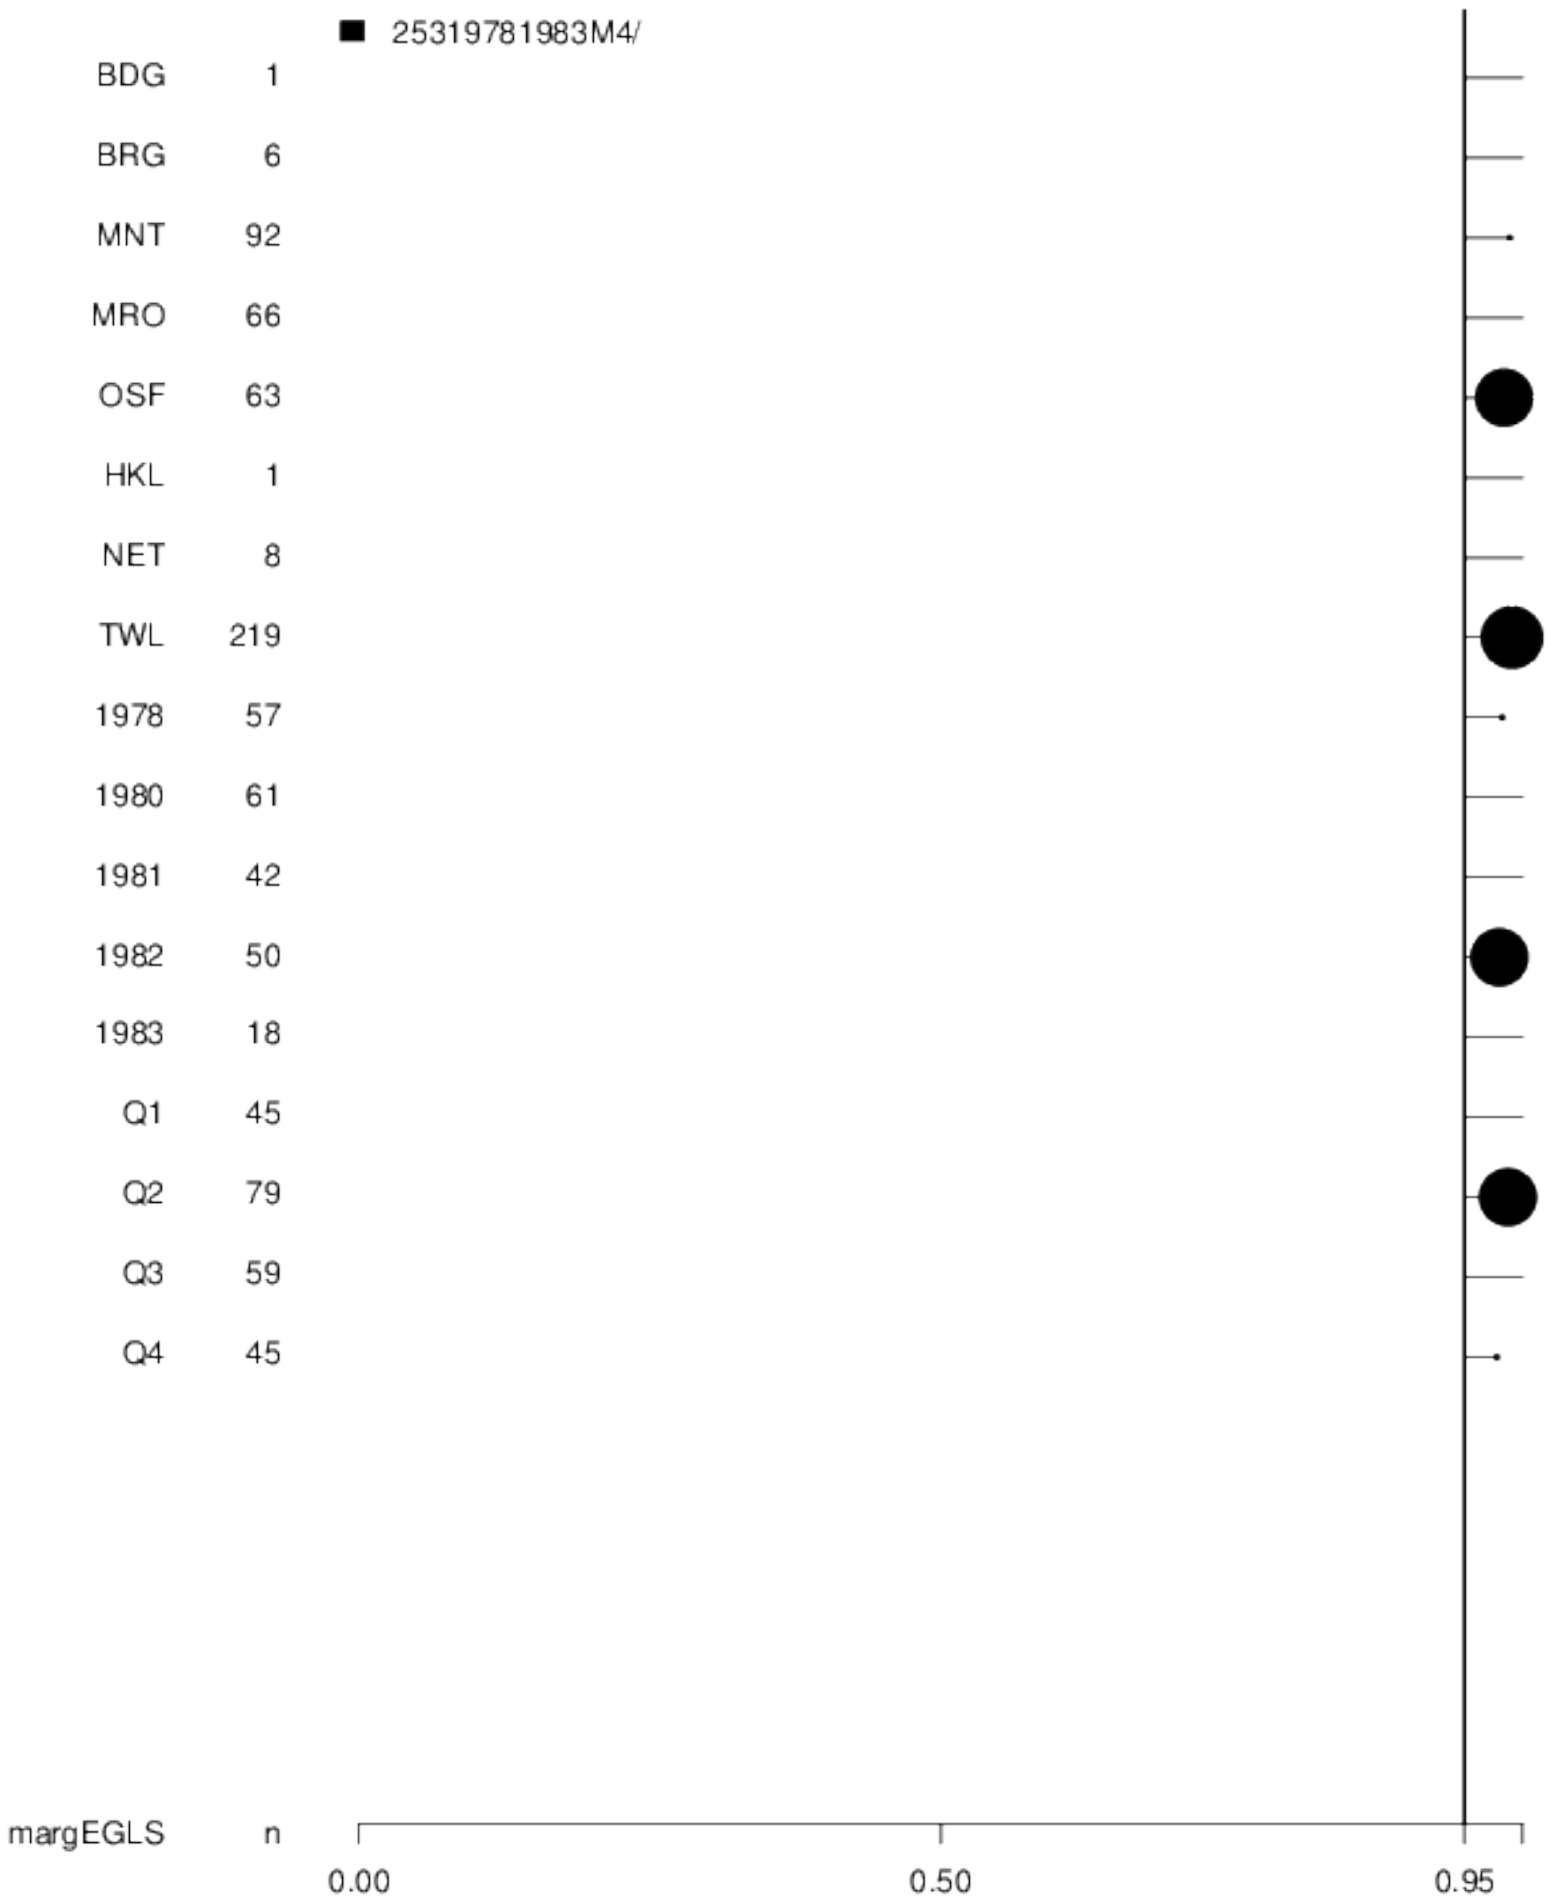 25319781983M4/
BDG 1
BRG 6
MNT 92
MRO 66
OSF 63
HKL 1
NET 8
TWL 219
1978 57
1980 61
1981 42
1982 50
1983 18
Q1 45
Q2 79
Q3 59
Q4 45
margEGLS n
0.00 0.50 0.95